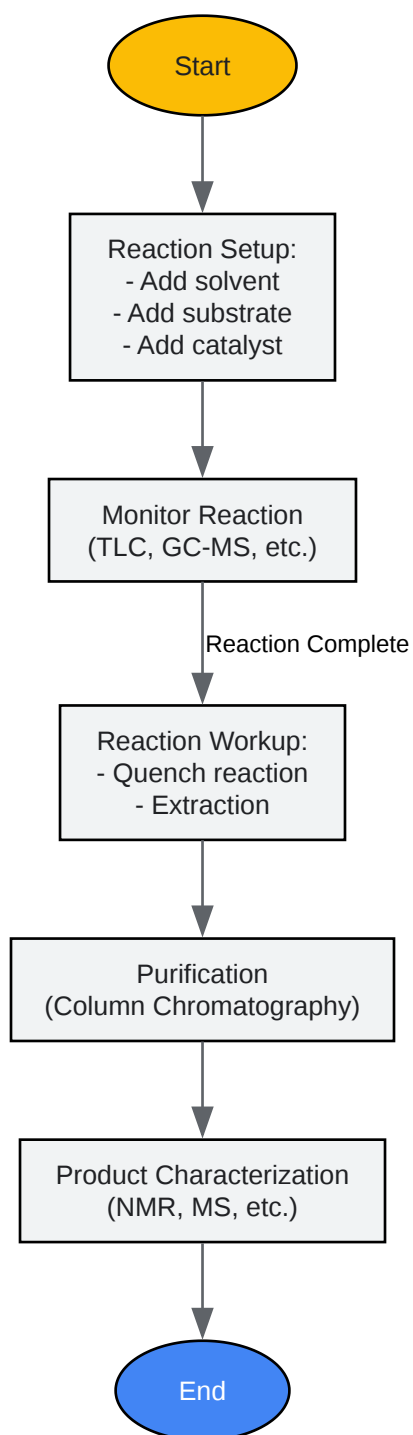 Start
Reaction Setup:
- Add solvent
- Add substrate
- Add catalyst
Monitor Reaction
(TLC, GC-MS, etc.)
Reaction Complete
Reaction Workup:
- Quench reaction
- Extraction
Purification
(Column Chromatography)
Product Characterization
(NMR, MS, etc.)
End